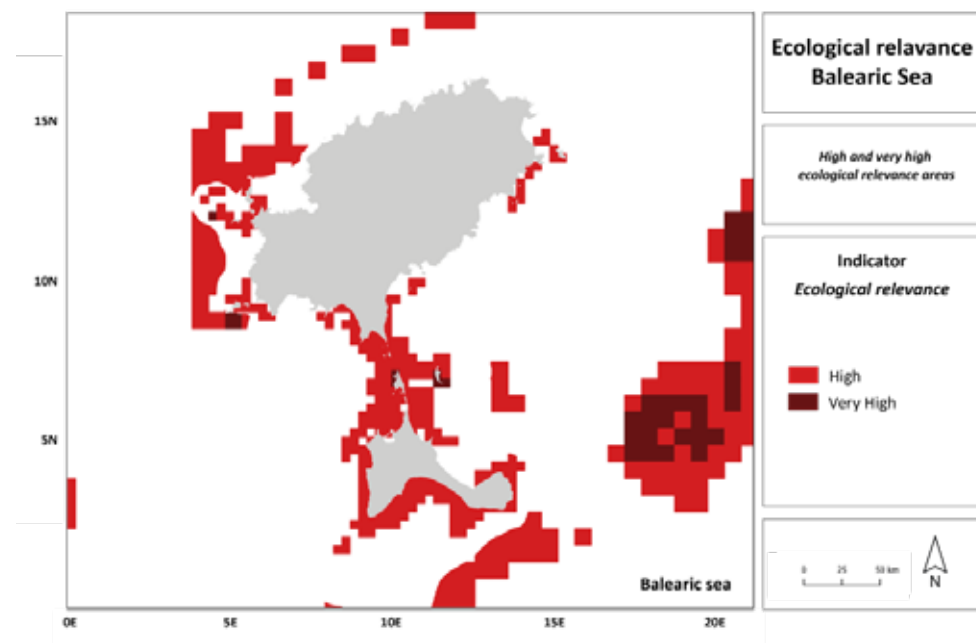 Ecological relavance
Balearic Sea
High and very high
ecological relevance areas
Indicator
Ecological relevance
High
Very High
0 25 50 km
N
15N
10N
5N
Balearic sea
0E 5E 10E 15E 20E